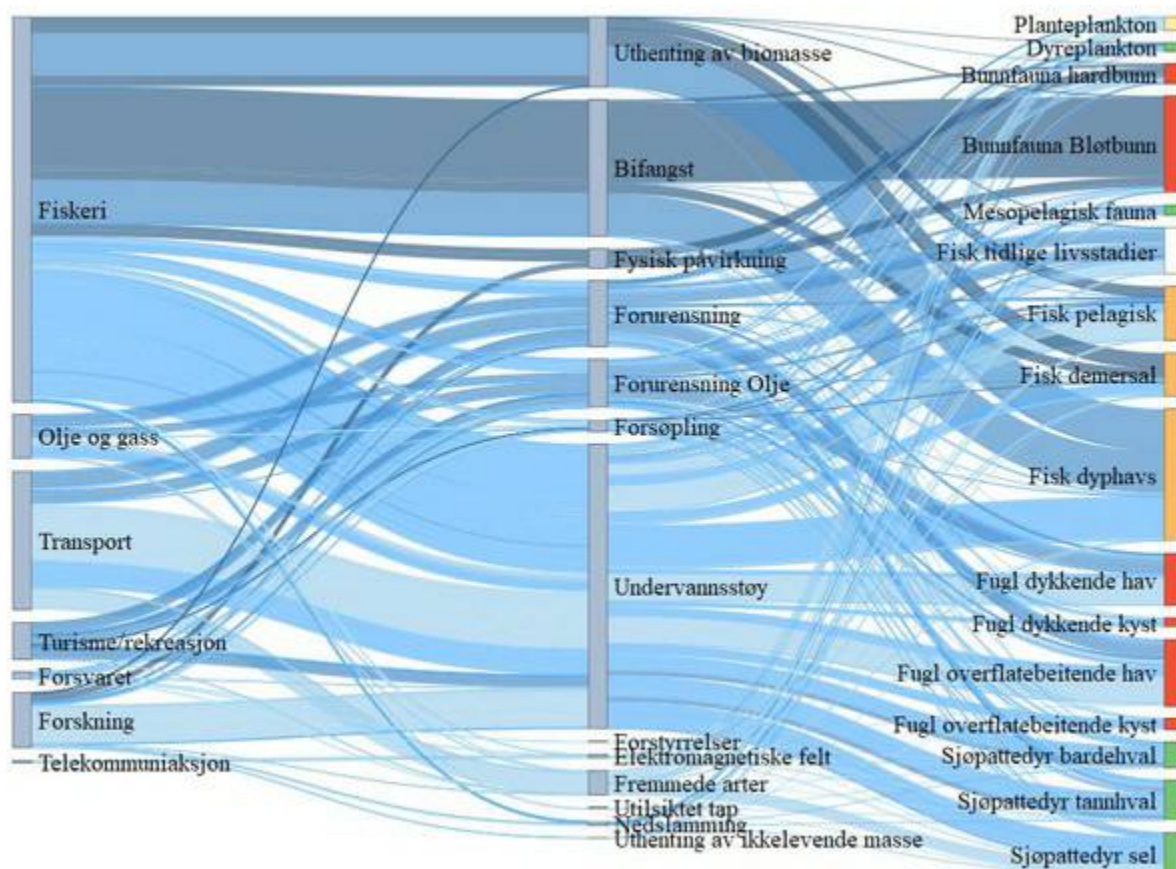 Fiskeri
Olje og gass
Transport
Turisme/rekreasjon
Forsvaret
Forskning
Telekommuniaksjon
Uthenting av biomasse
Bifangst
Fysisk påvirkning
Forurensning
Forurensning Olje
Forsøpling
Undervannsstøy
Forstyrrelser
Elektromagnetiske felt
Fremmede arter
Utilsiktet tap
Nedslamming
Uthenting av ikkelevende masse
Planteplankton
Dyreplankton
Bunnfauna hardbunn
Bunnfauna Bløtbunn
Mesopelagisk fauna
Fisk tidlige livsstadier
Fisk pelagisk
Fisk demersal
Fisk dyphavs
Fugl dykkende hav
Fugl dykkende kyst
Fugl overflatebeitende hav
Fugl overflatebeitende kyst
Sjøpattedyr bardehval
Sjøpattedyr tannhval
Sjøpattedyr sel